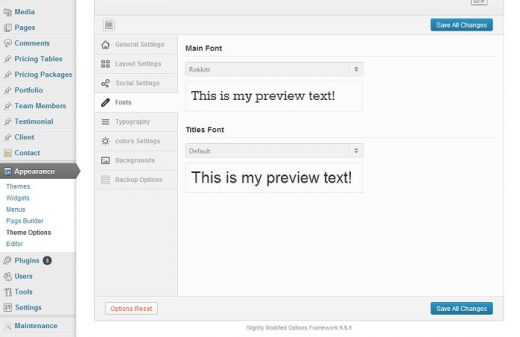 Media
Pages
Comments
Pricing Tables
Pricing Packages
Portfolio
Team Members
Testimonial
Client
Contact
Appearance
Themes
Widgets
Menus
Page Builder
Theme Options
Editor
Plugins 3
Users
Tools
Settings
Maintenance
Save All Changes
General Settings
Layout Settings
Social Settings
Fonts
Typography
colors Settings
Backgrounds
Backup Options
Main Font
Rokkitt
This is my preview text!
Titles Font
Default
This is my preview text!
Options Reset
Save All Changes
Slightly Modified Options Framework 1.5.1